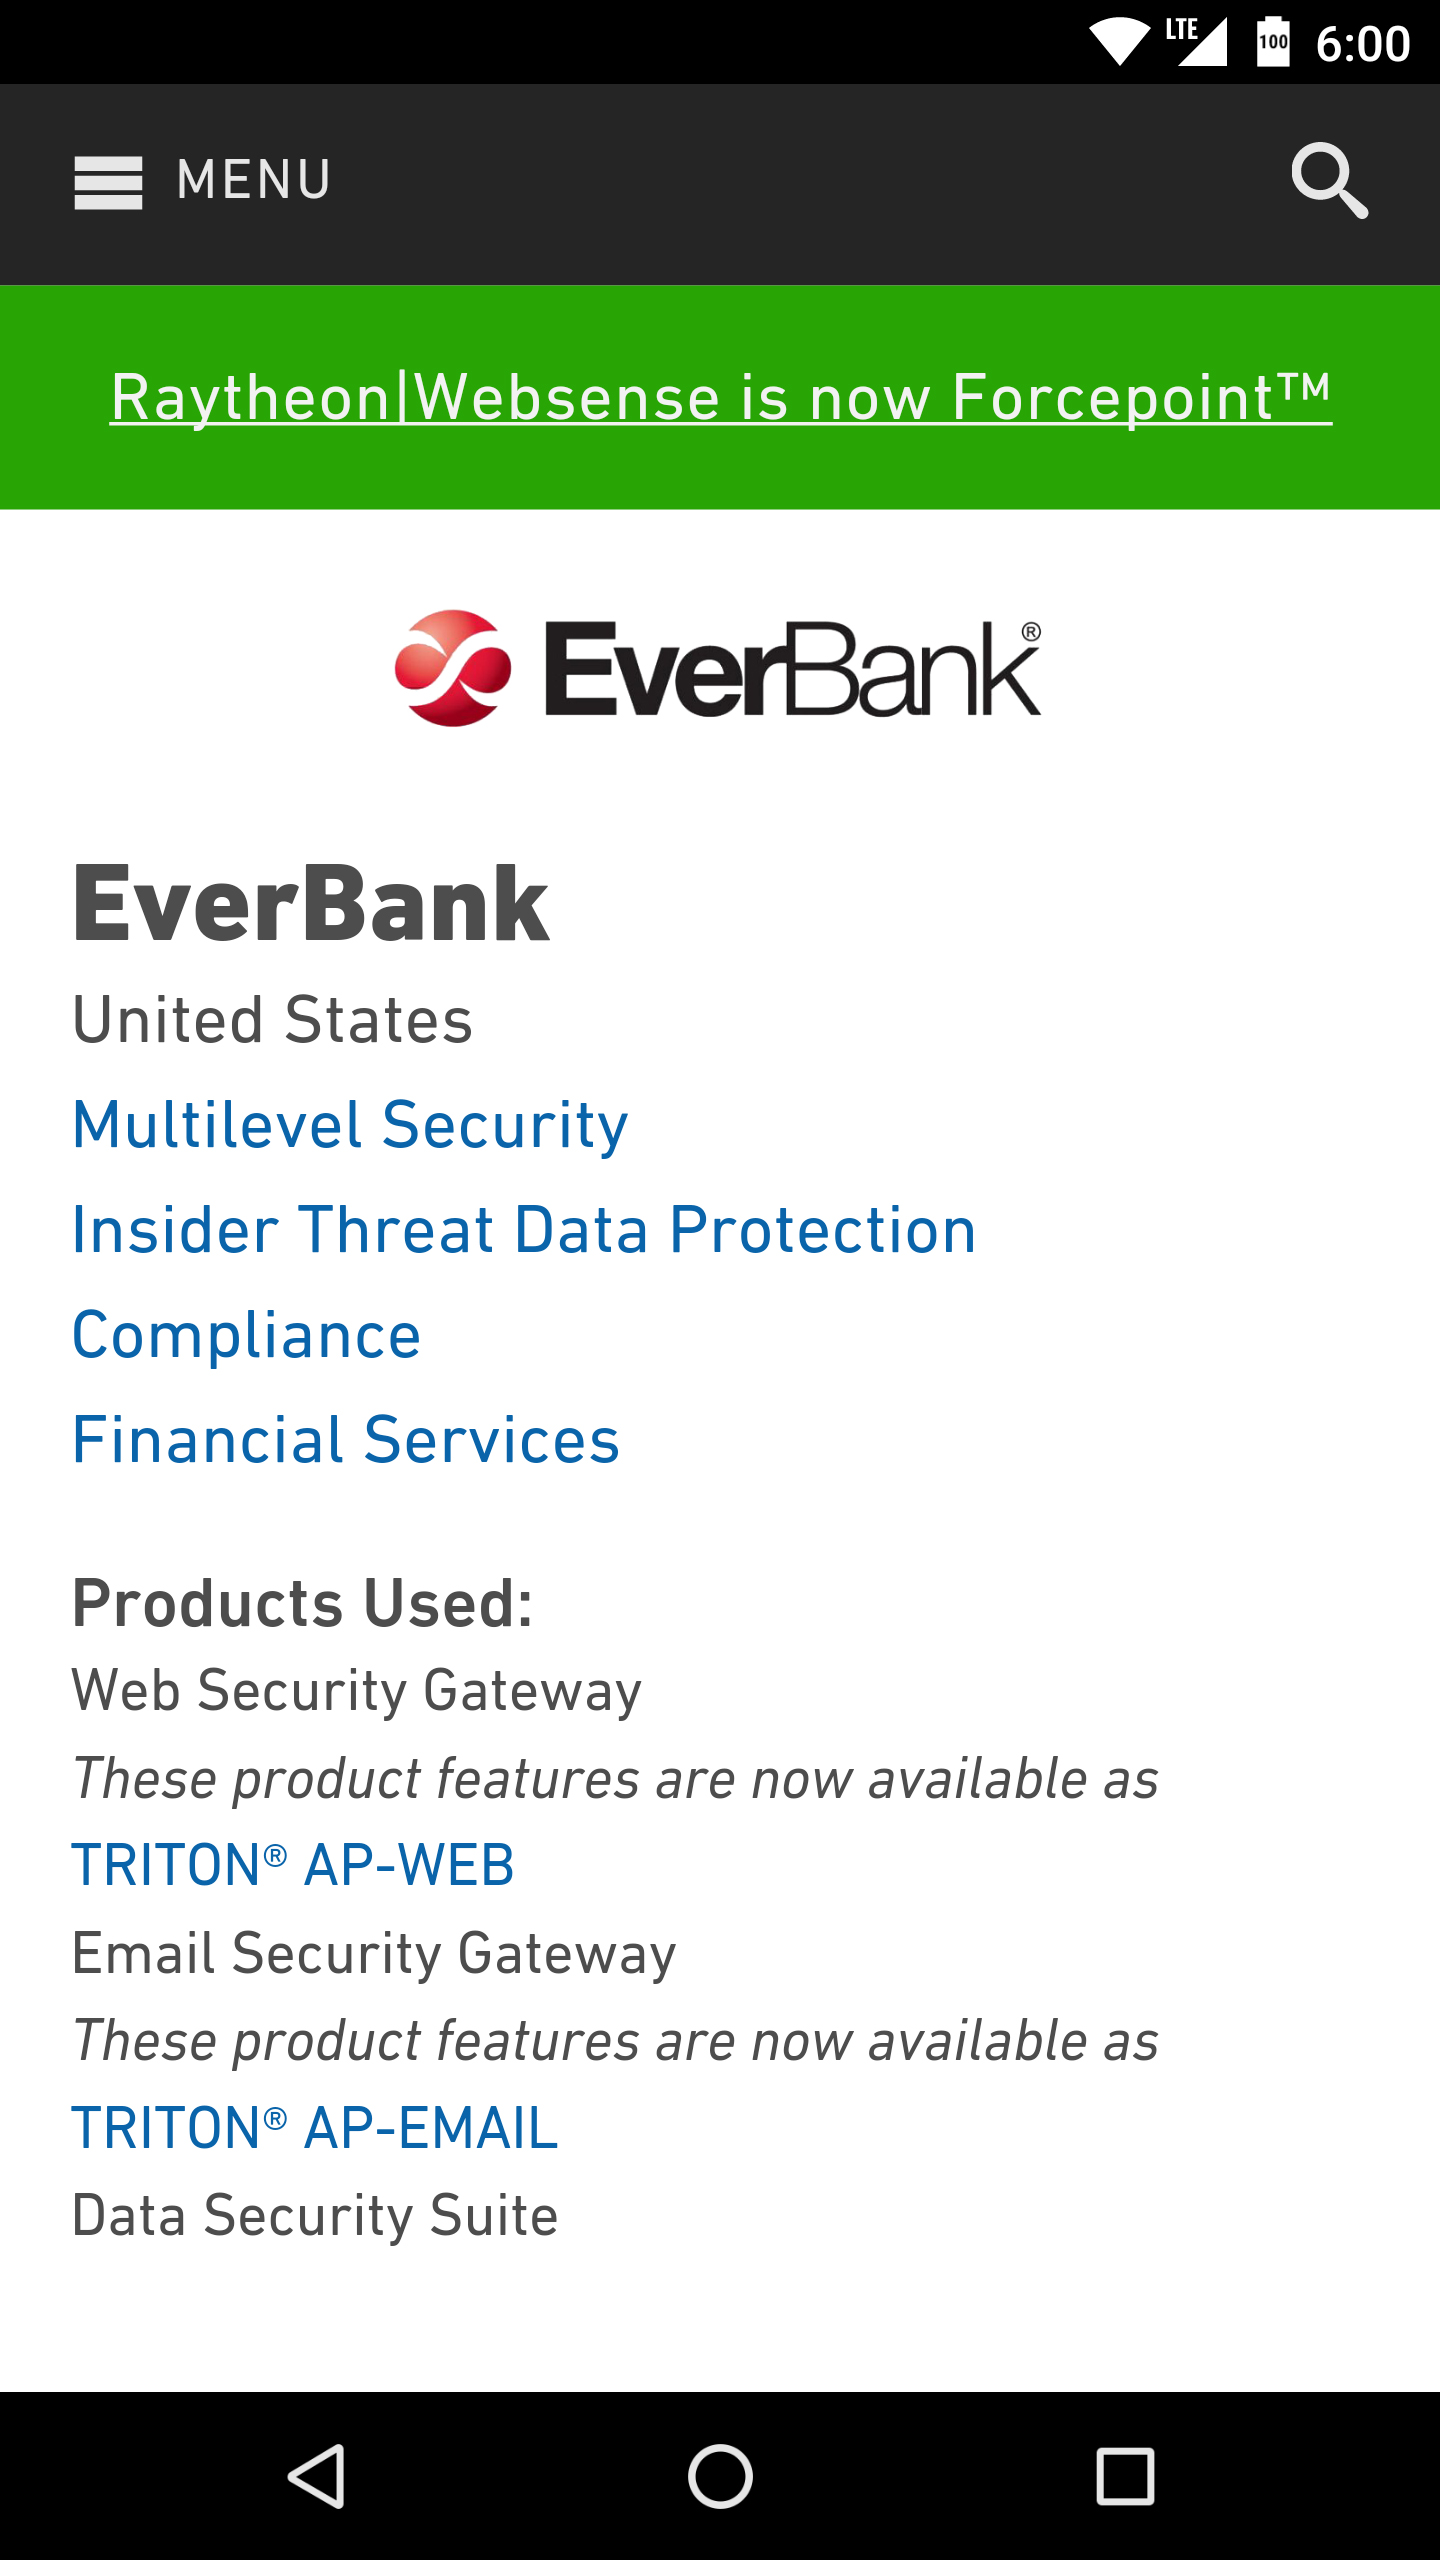 LTE 100 6:00
MENU
Raytheon|Websense is now Forcepoint™
EverBank®
EverBank
United States
Multilevel Security
Insider Threat Data Protection
Compliance
Financial Services
Products Used:
Web Security Gateway
These product features are now available as
TRITON® AP-WEB
Email Security Gateway
These product features are now available as
TRITON® AP-EMAIL
Data Security Suite